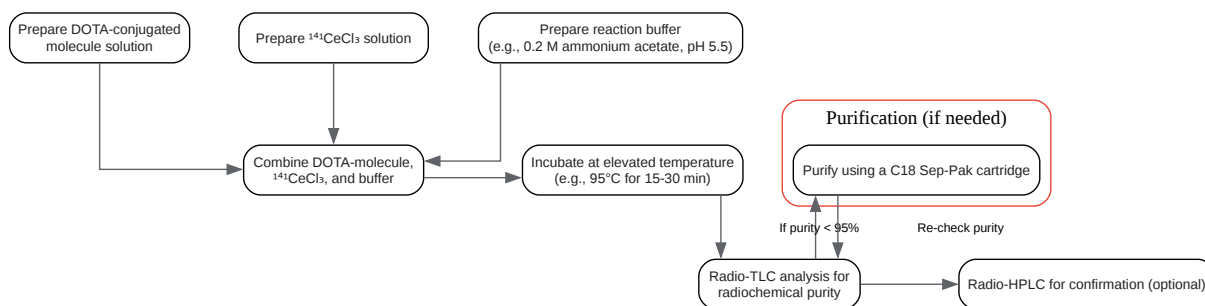 Prepare DOTA-conjugated
molecule solution
Prepare ¹⁴¹CeCl₃ solution
Prepare reaction buffer
(e.g., 0.2 M ammonium acetate, pH 5.5)
Purification (if needed)
Combine DOTA-molecule,
¹⁴¹CeCl₃, and buffer
Incubate at elevated temperature
(e.g., 95°C for 15-30 min)
Purify using a C18 Sep-Pak cartridge
If purity < 95%
Re-check purity
Radio-TLC analysis for
radiochemical purity
Radio-HPLC for confirmation (optional)